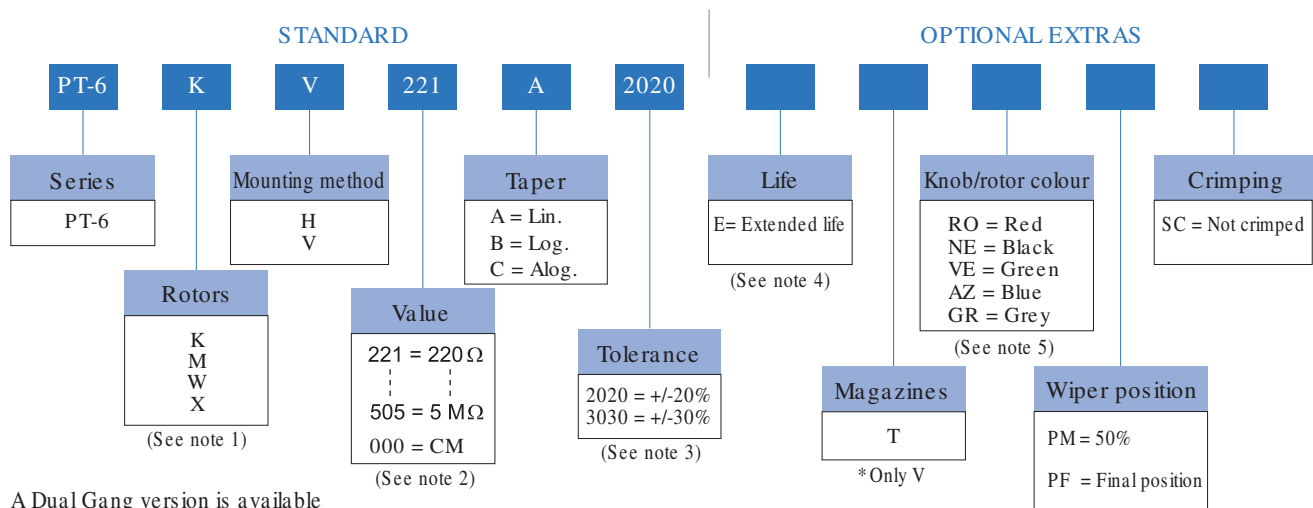 STANDARD
OPTIONAL EXTRAS
PT-6 K V 221 A 2020
Series
PT-6
Rotors
K
M
W
X
(See note 1)
Mounting method
H
V
Value
221 = 220 Ω
505 = 5 MΩ
000 = CM
(See note 2)
Taper
A = Lin.
B = Log.
C = Alog.
Tolerance
2020 = +/-20%
3030 = +/-30%
(See note 3)
Life
E= Extended life
(See note 4)
Magazines
T
* Only V
Knob/rotor colour
RO = Red
NE = Black
VE = Green
AZ = Blue
GR = Grey
(See note 5)
Wiper position
PM = 50%
PF = Final position
Crimping
SC = Not crimped
A Dual Gang version is available